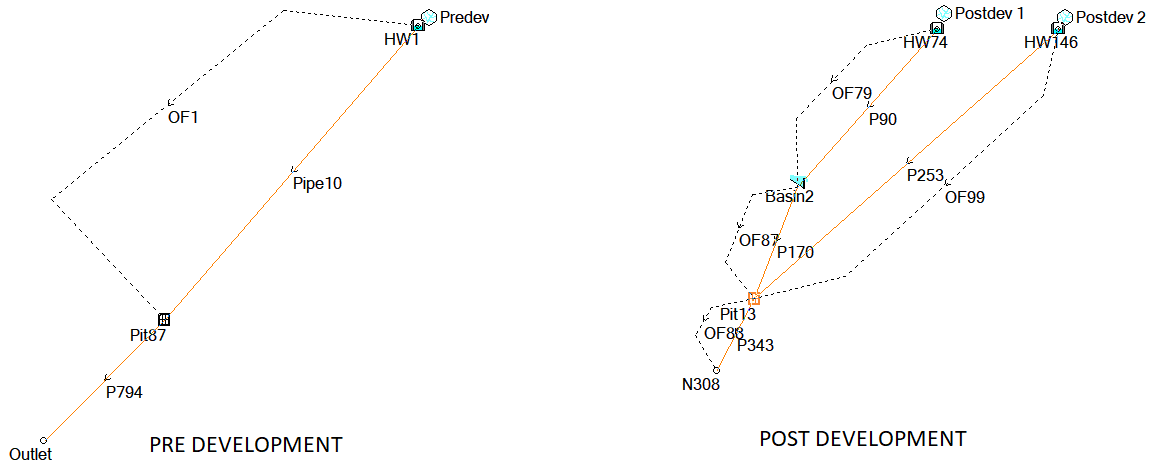 Predev
HW1
OF1
Pipe10
Pit87
P794
Outlet
PRE DEVELOPMENT
Postdev 1
Postdev 2
HW74
HW146
OF79
P90
P253
OF99
Basin2
OF87
P170
Pit13
OF83
P343
N308
POST DEVELOPMENT